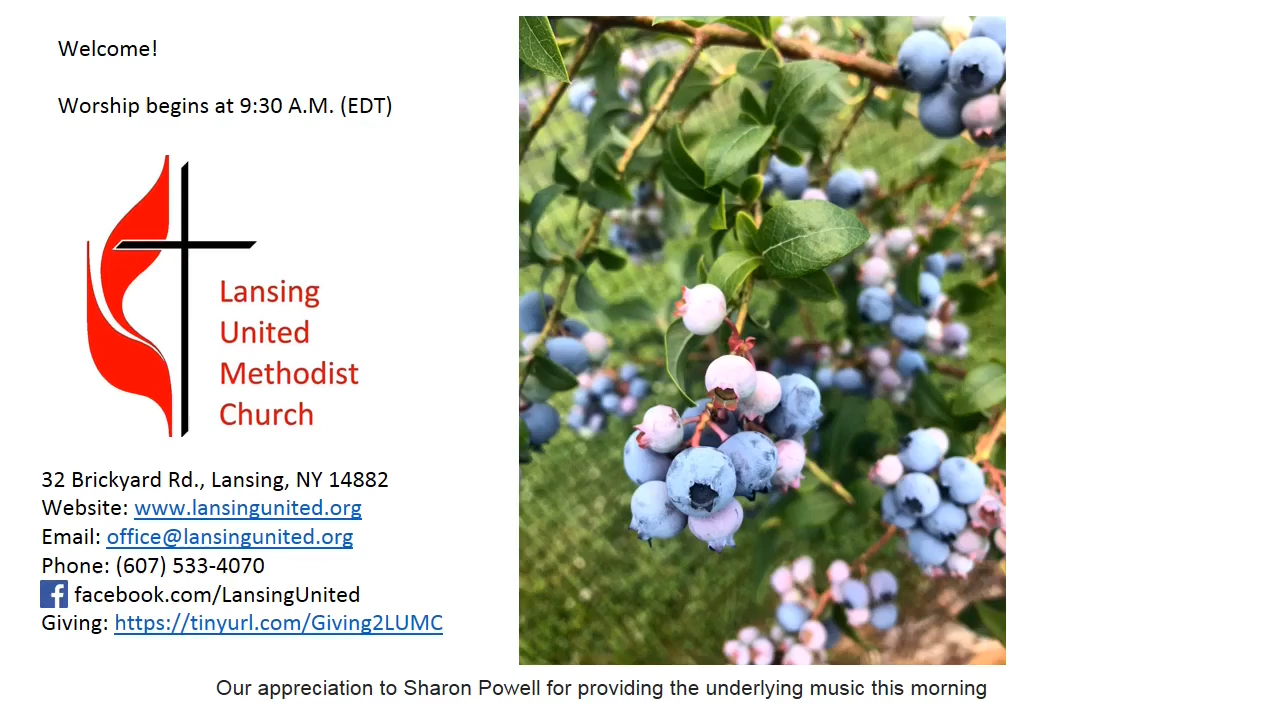 Welcome!
Worship begins at 9:30 A.M. (EDT)
Lansing
United
Methodist
Church
32 Brickyard Rd., Lansing, NY 14882
Website: www.lansingunited.org
Email: office@lansingunited.org
Phone: (607) 533-4070
facebook.com/LansingUnited
Giving: https://tinyurl.com/Giving2LUMC
Our appreciation to Sharon Powell for providing the underlying music this morning